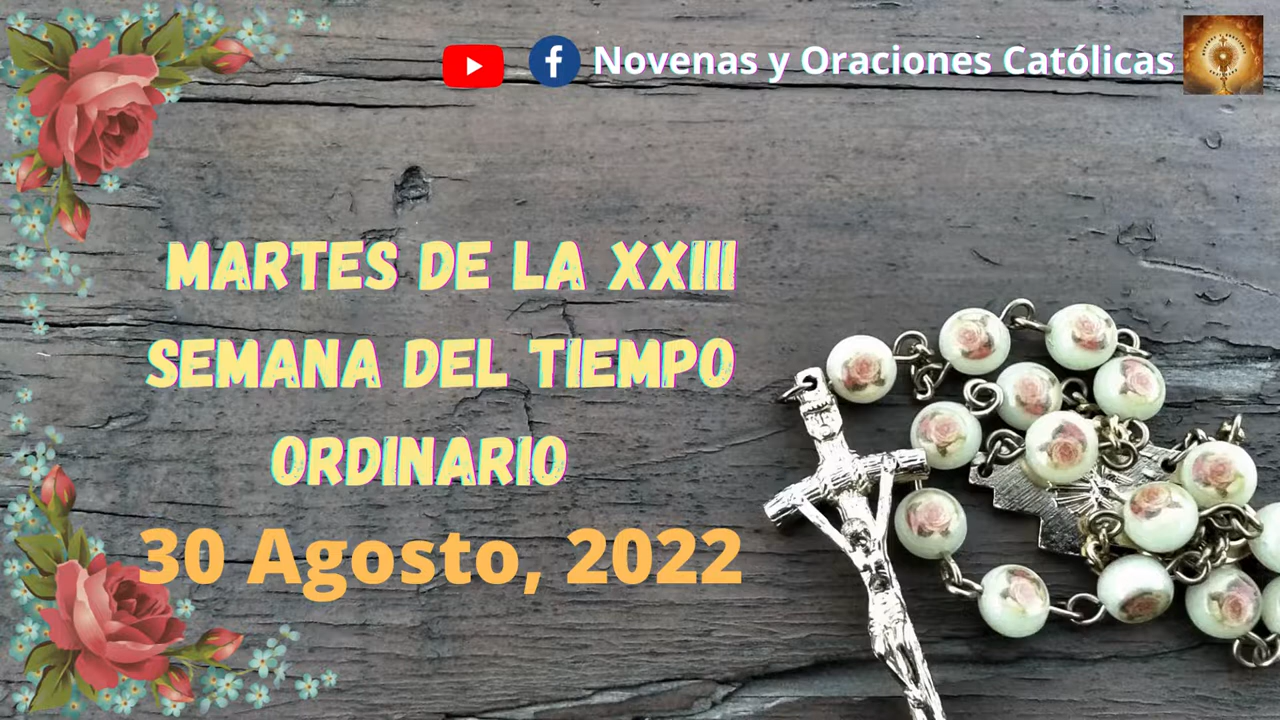 Novenas y Oraciones Católicas
MARTES DE LA XXIII
SEMANA DEL TIEMPO
ORDINARIO
30 Agosto, 2022